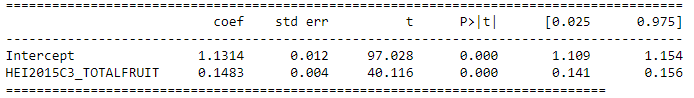 ==============================================================================
coef std err t P>|t| [0.025 0.975]
------------------------------------------------------------------------------
Intercept 1.1314 0.012 97.028 0.000 1.109 1.154
HEI2015C3_TOTALFRUIT 0.1483 0.004 40.116 0.000 0.141 0.156
==============================================================================